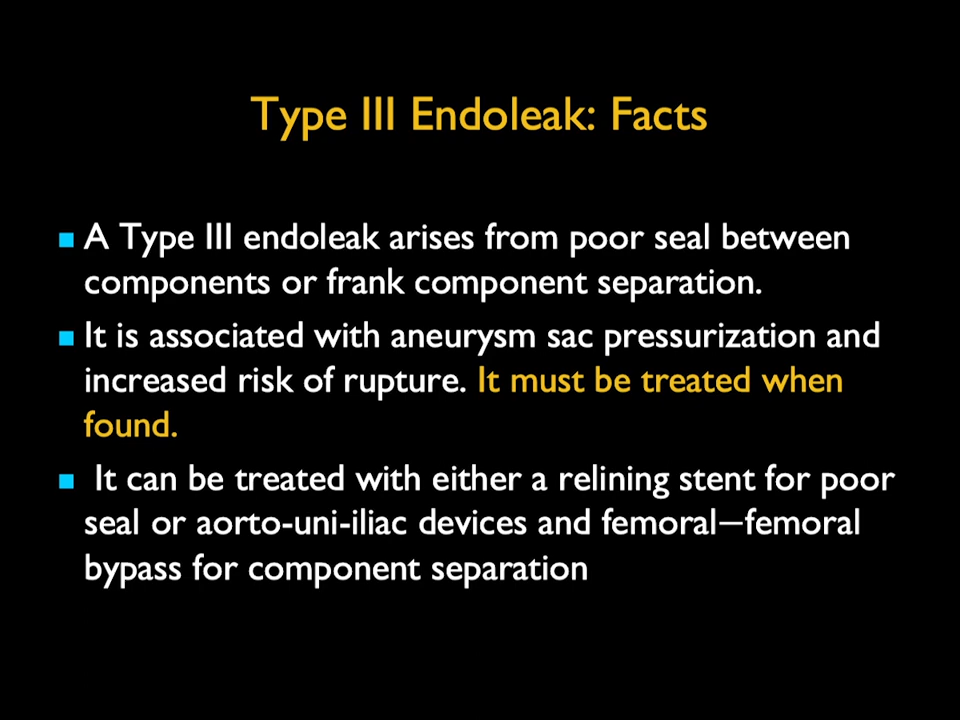 Type III Endoleak: Facts
A Type III endoleak arises from poor seal between
components or frank component separation.
It is associated with aneurysm sac pressurization and
increased risk of rupture. It must be treated when
found.
It can be treated with either a relining stent for poor
seal or aorto-uni-iliac devices and femoral–femoral
bypass for component separation